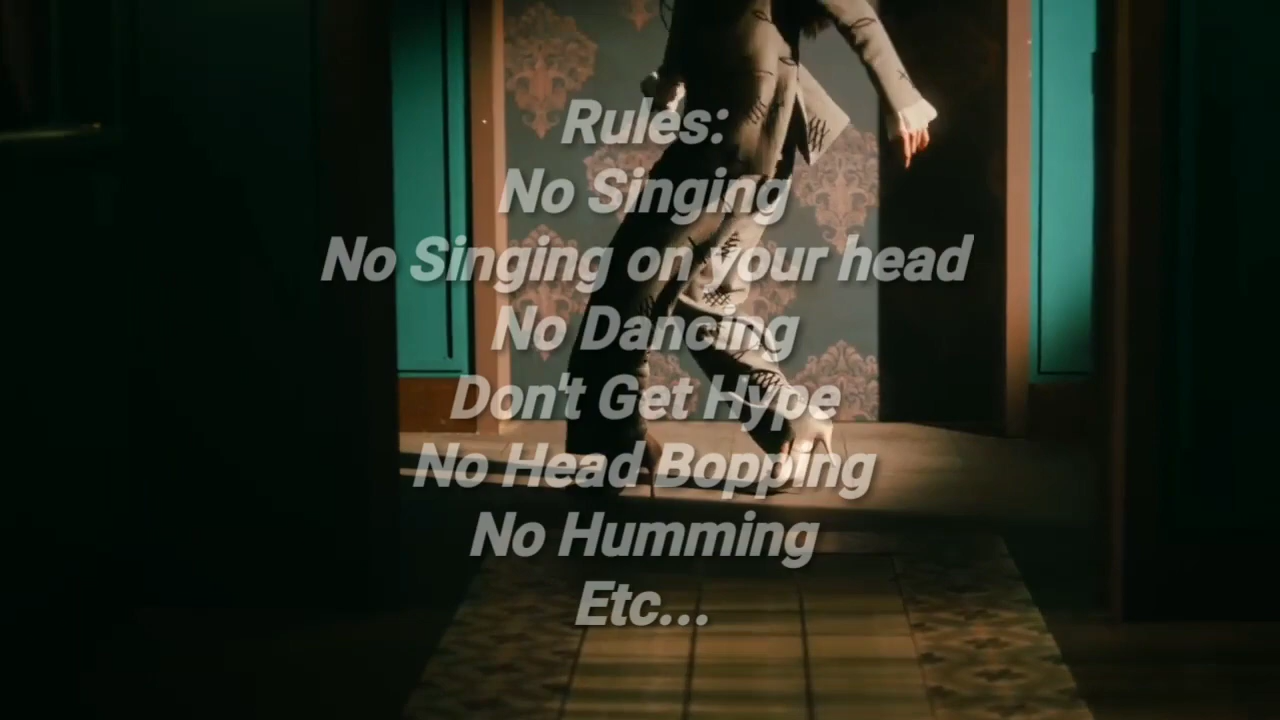 Rules:
No Singing
No Singing on your head
No Dancing
Don't Get Hype
No Head Bopping
No Humming
Etc...